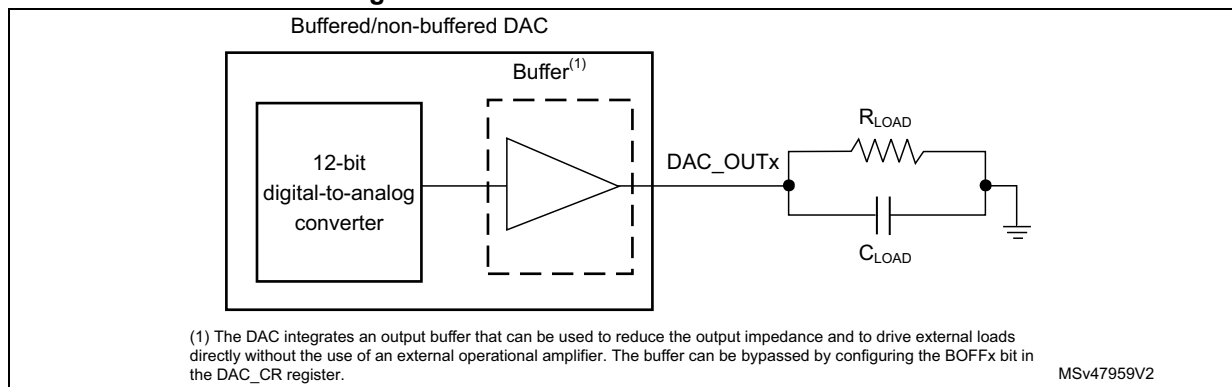 Buffered/non-buffered DAC
Buffer(1)
12-bit
digital-to-analog
converter
DAC_OUTx
RLOAD
CLOAD
(1) The DAC integrates an output buffer that can be used to reduce the output impedance and to drive external loads
directly without the use of an external operational amplifier. The buffer can be bypassed by configuring the BOFFx bit in
the DAC_CR register.
MSv47959V2